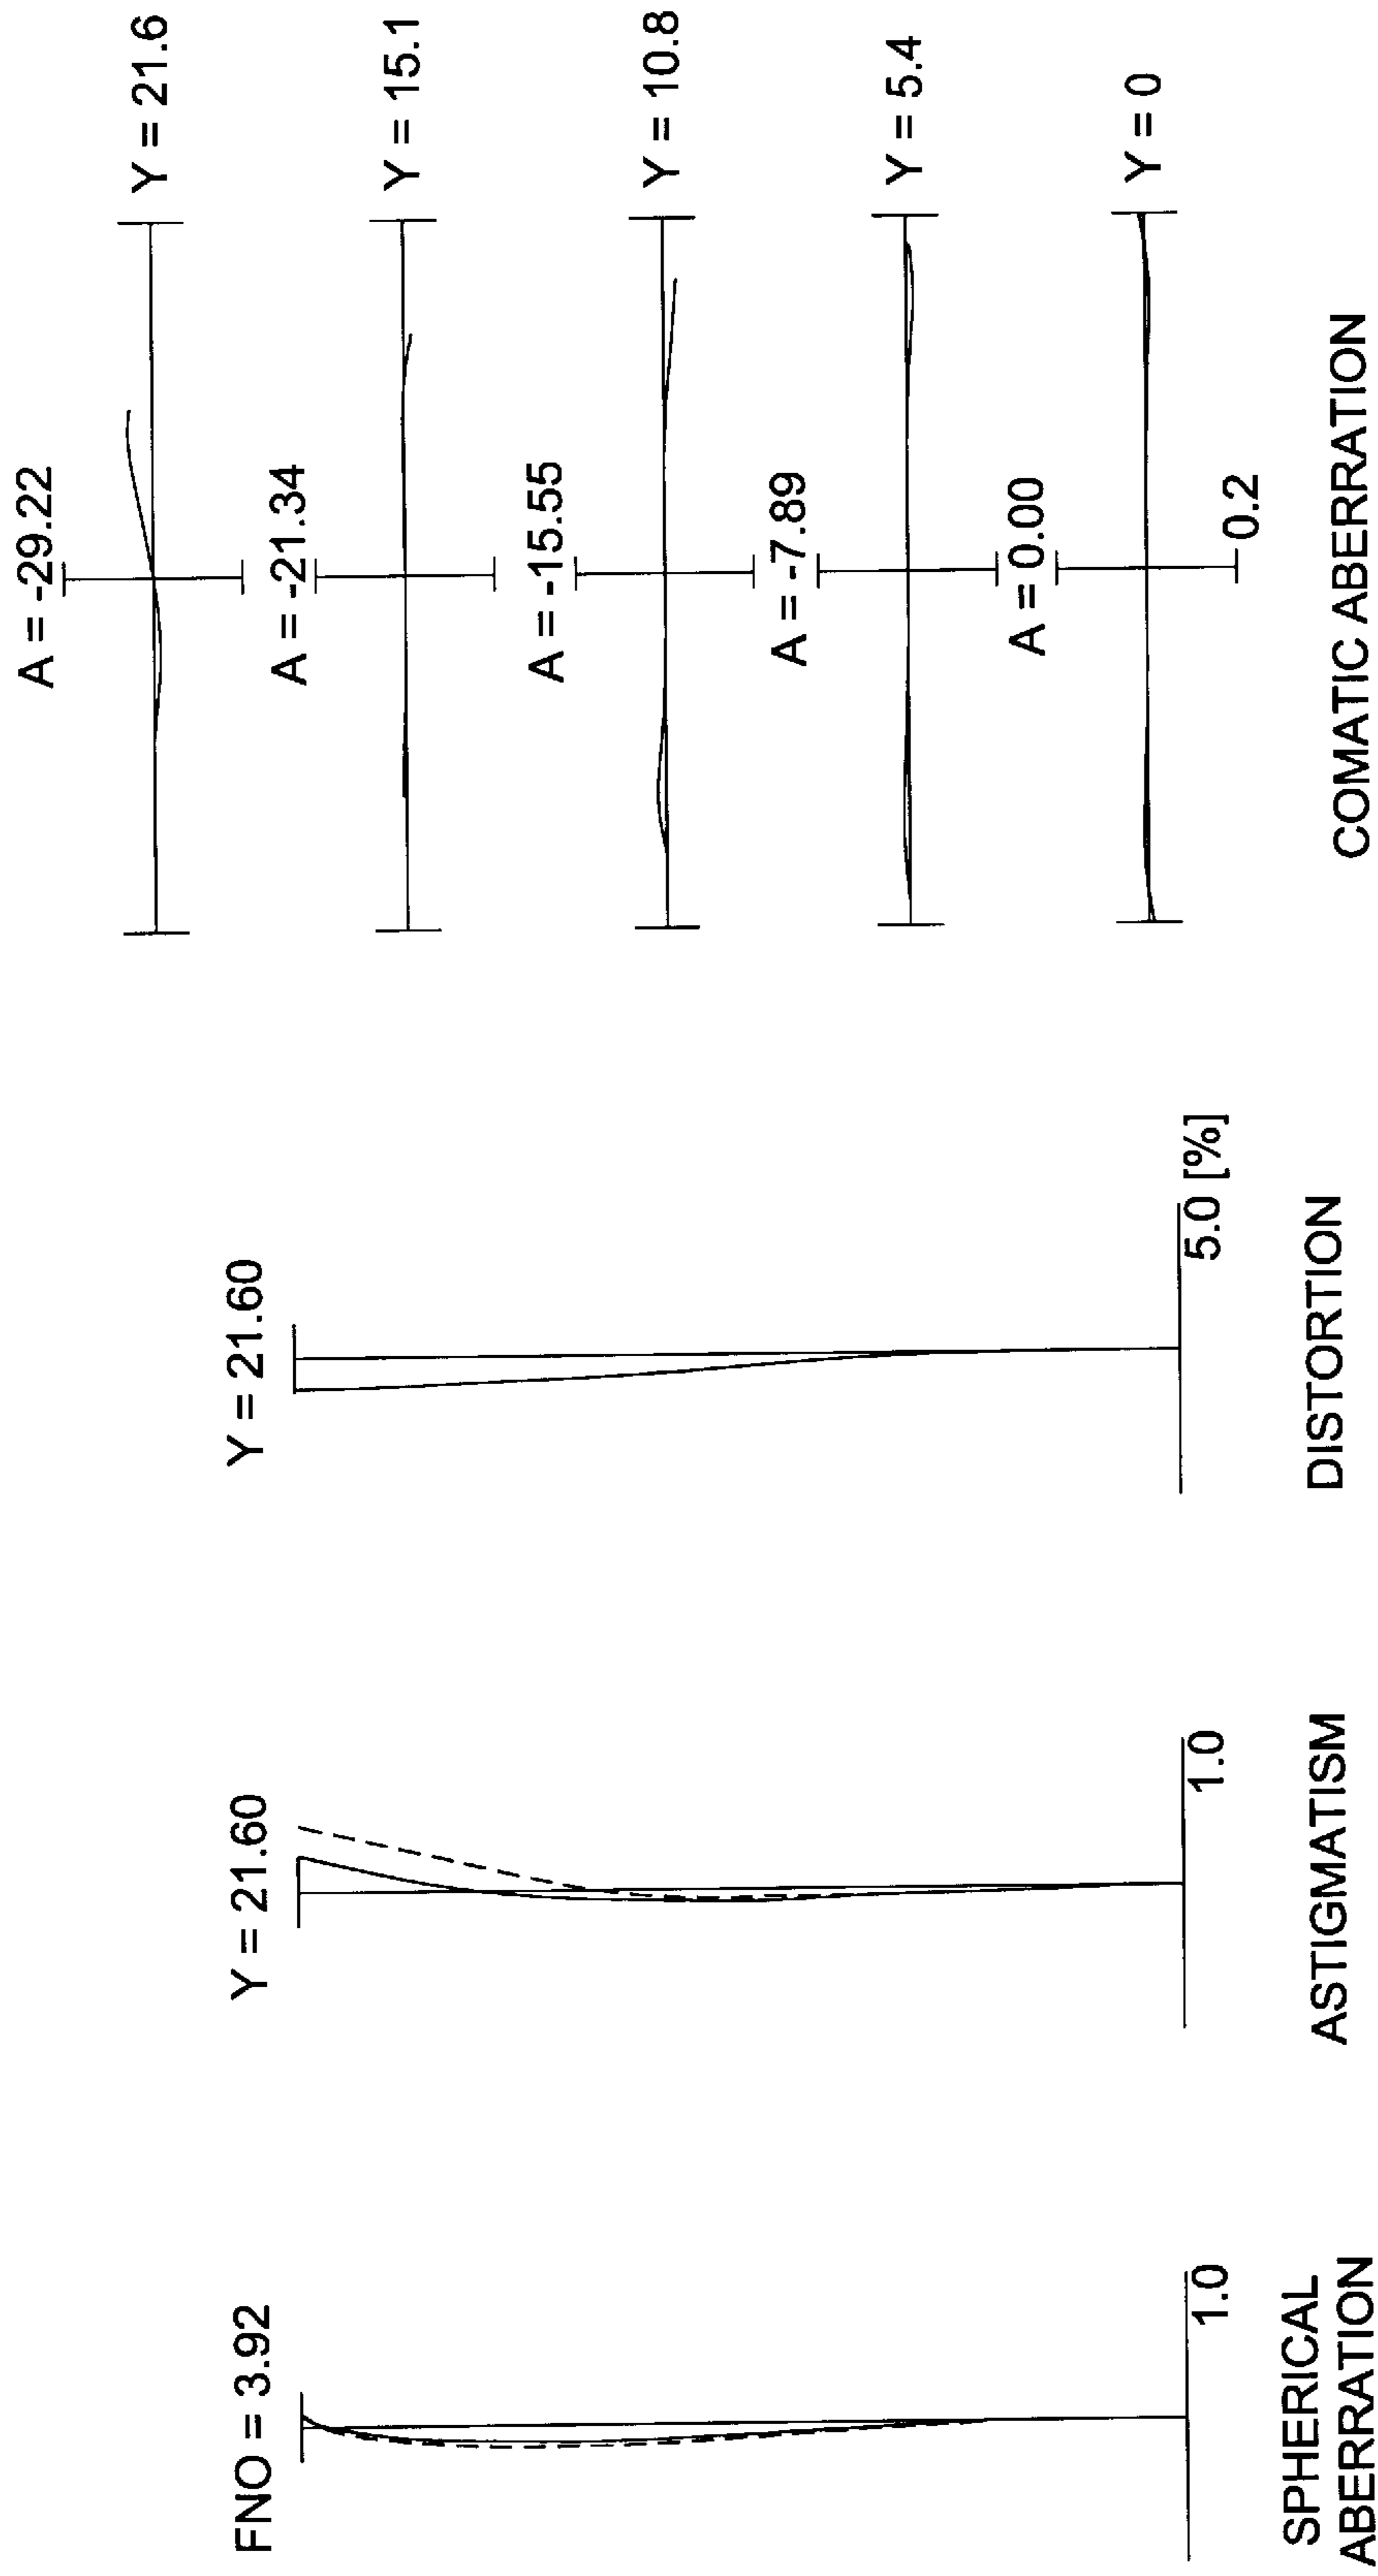 FNO = 3.92
1.0
SPHERICAL
ABERRATION
Y = 21.60
1.0
ASTIGMATISM
Y = 21.60
5.0 [%]
DISTORTION
A = -29.22
Y = 21.6
A = -21.34
Y = 15.1
A = -15.55
Y = 10.8
A = -7.89
Y = 5.4
A = 0.00
Y = 0
0.2
COMATIC ABERRATION